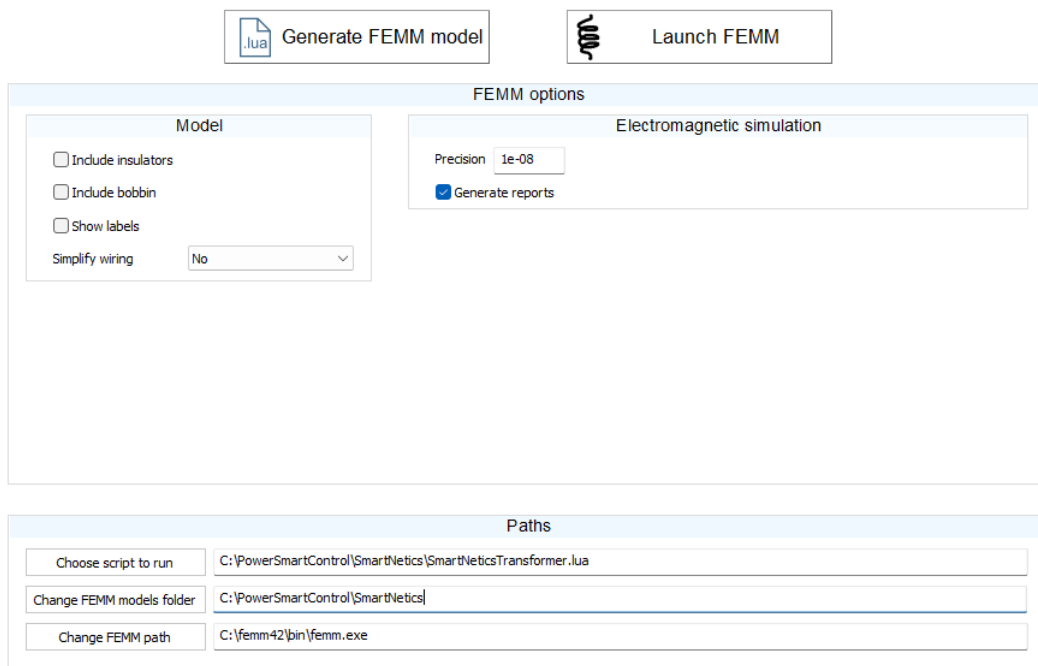 .lua Generate FEMM model
Launch FEMM
FEMM options
Model
Electromagnetic simulation
Include insulators
Precision 1e-08
Include bobbin
Generate reports
Show labels
Simplify wiring No
Paths
Choose script to run C:\PowerSmartControl\SmartNetics\SmartNeticsTransformer.lua
Change FEMM models folder C:\PowerSmartControl\SmartNetics
Change FEMM path C:\femm42\bin\femm.exe